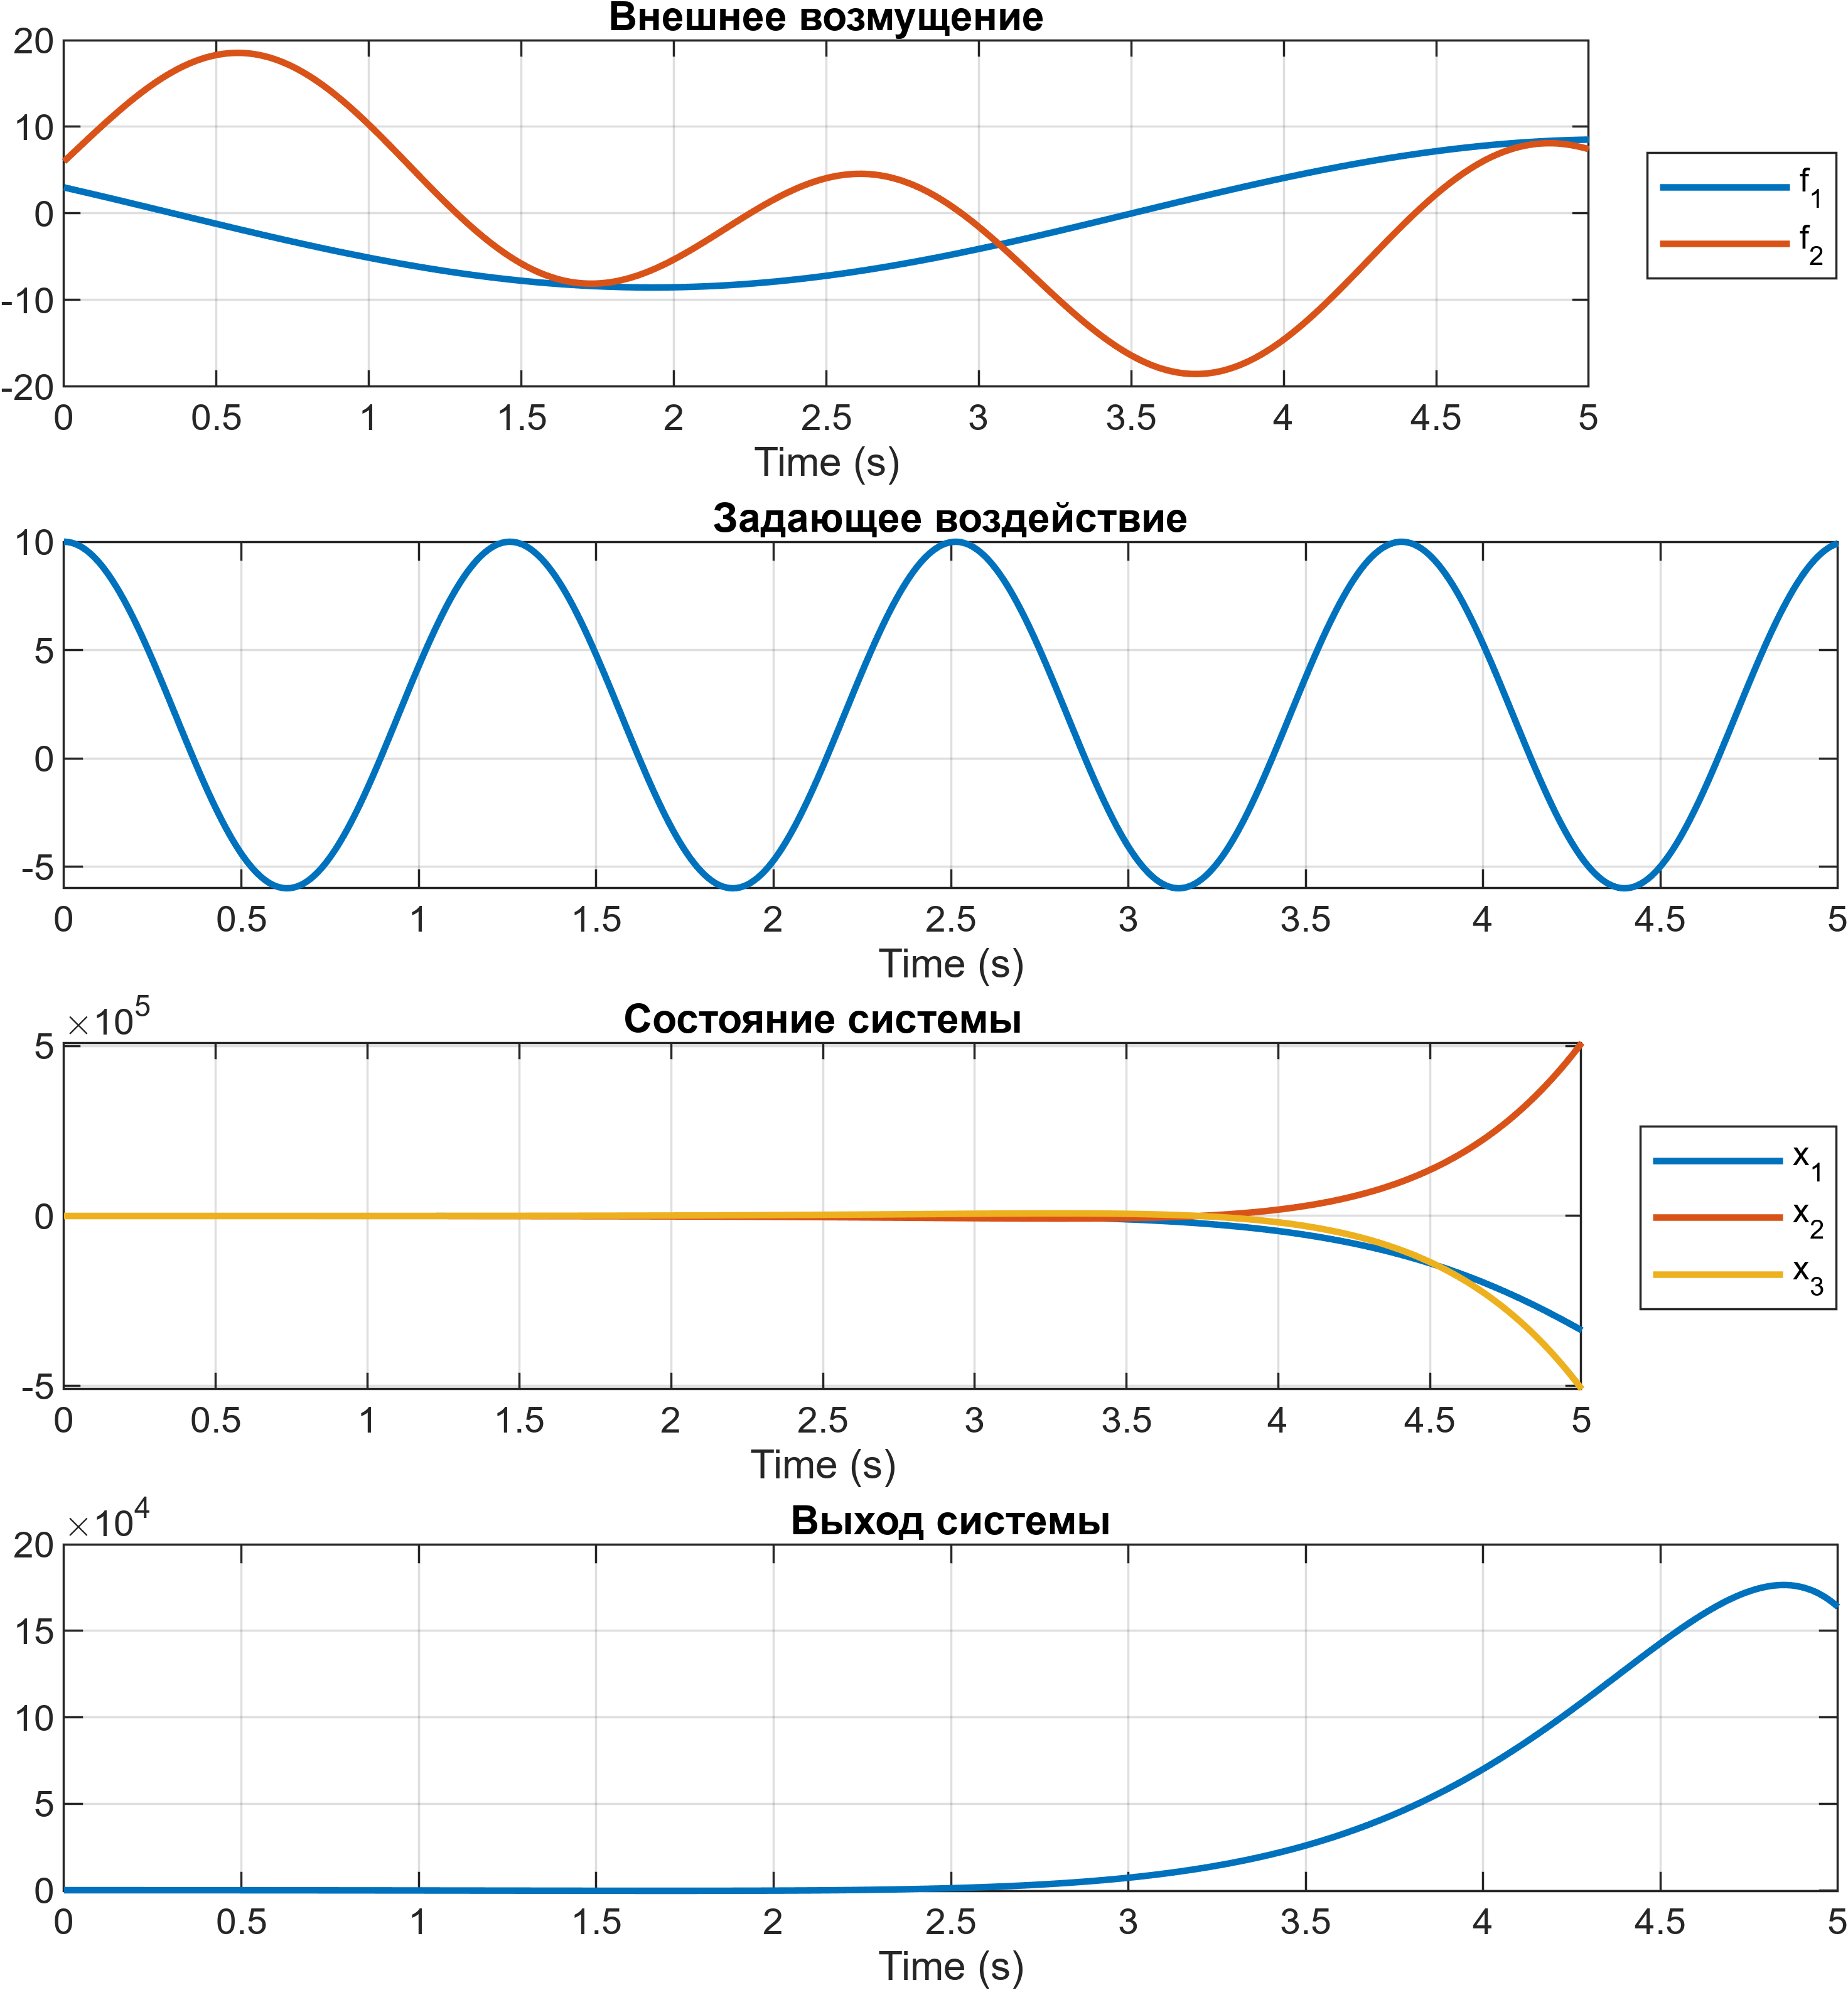 Внешнее возмущение
20
10
0
-10
-20
0 0.5 1 1.5 2 2.5 3 3.5 4 4.5 5
Time (s)
f1
f2
Задающее воздействие
10
5
0
-5
0 0.5 1 1.5 2 2.5 3 3.5 4 4.5 5
Time (s)
×10^5
Состояние системы
5
0
-5
0 0.5 1 1.5 2 2.5 3 3.5 4 4.5 5
Time (s)
x1
x2
x3
×10^4
Выход системы
20
15
10
5
0
0 0.5 1 1.5 2 2.5 3 3.5 4 4.5 5
Time (s)